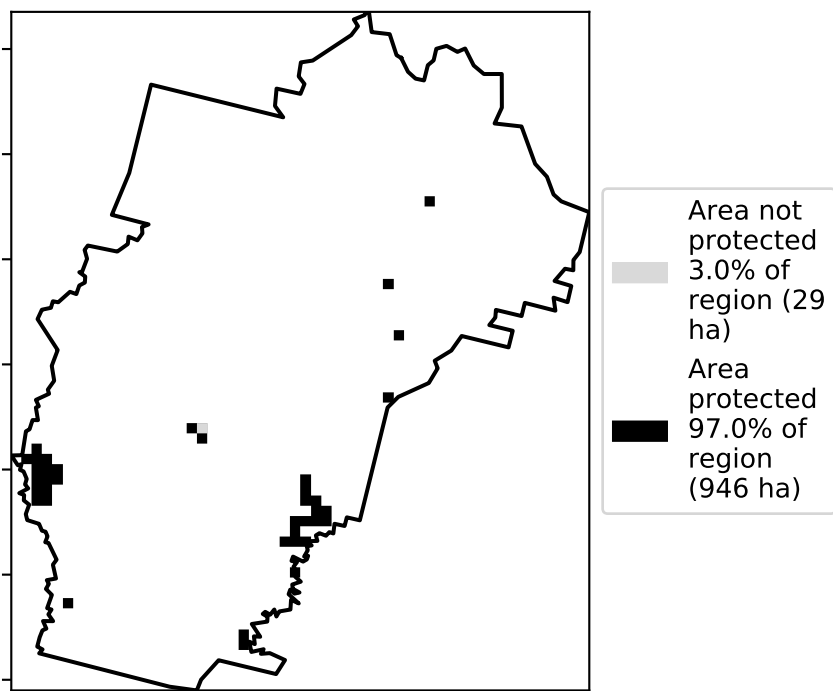 Area not
protected
3.0% of
region (29
ha)
Area
protected
97.0% of
region
(946 ha)